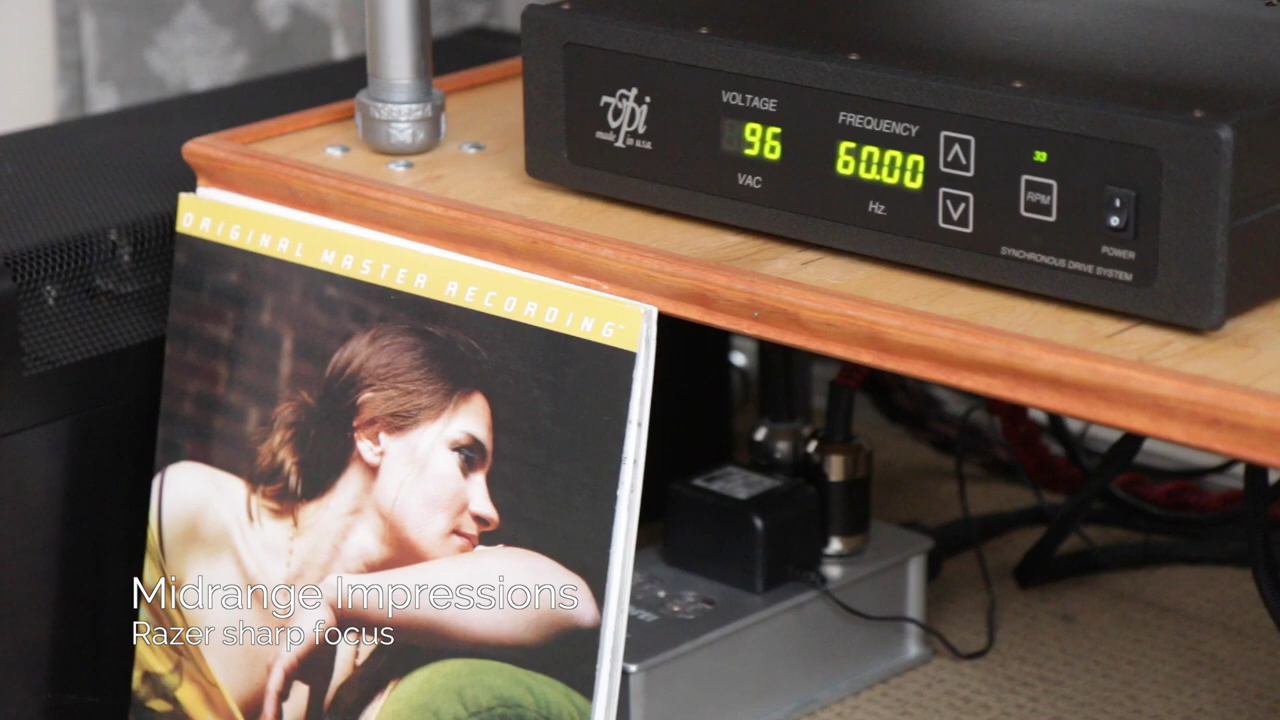 vpi
made in u.s.a.
VOLTAGE
96
VAC
FREQUENCY
60.00
Hz.
33
RPM
POWER
SYNCHRONOUS DRIVE SYSTEM
ORIGINAL MASTER RECORDING™
Midrange Impressions
Razer sharp focus